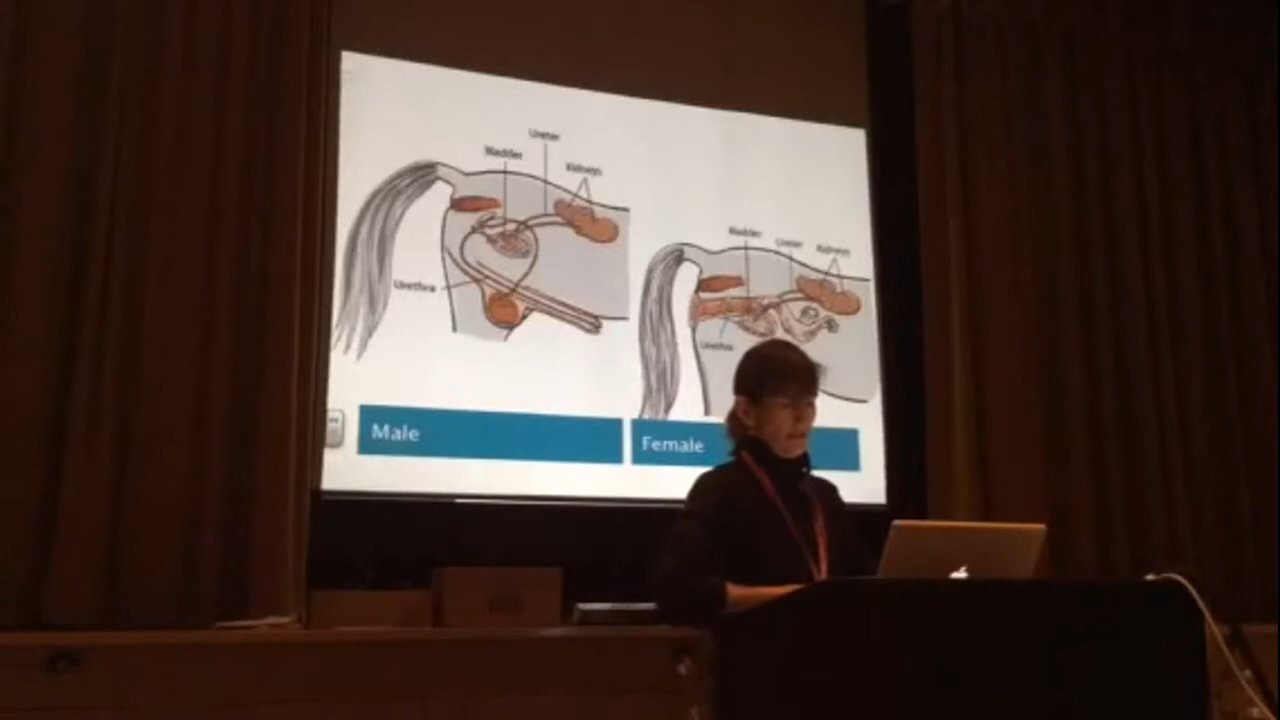 Ureter
Bladder
Kidneys
Urethra
Bladder
Ureter
Kidneys
Urethra
Male
Female